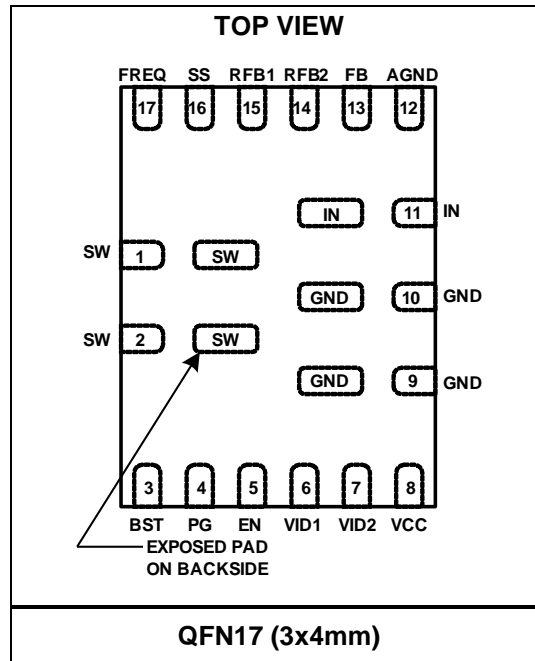 TOP VIEW
FREQ SS RFB1 RFB2 FB AGND
17 16 15 14 13 12
IN 11 IN
SW 1 SW
GND 10 GND
SW 2 SW
GND 9 GND
3 4 5 6 7 8
BST PG EN VID1 VID2 VCC
EXPOSED PAD
ON BACKSIDE
QFN17 (3x4mm)